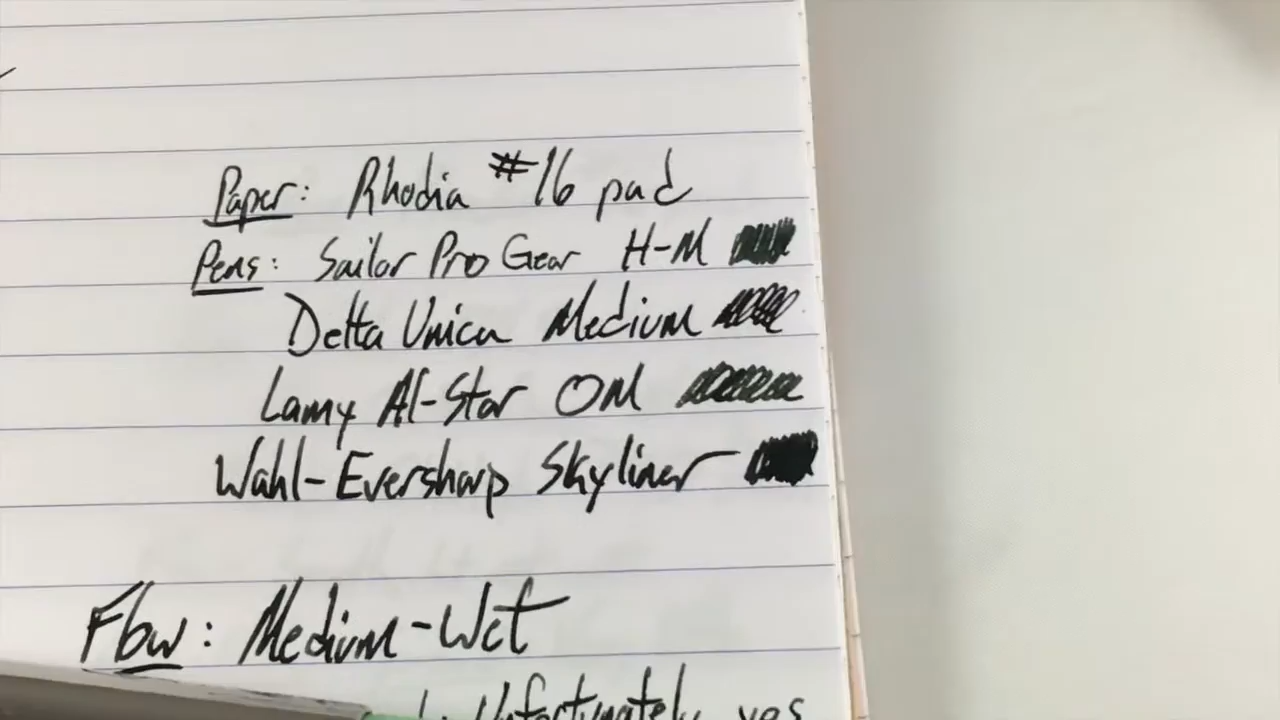 Paper: Rhodia #16 pad
Pens: Sailor Pro Gear H-M
Delta Unica Medium
Lamy Al-Star OM
Wahl-Eversharp Skyliner
Flow: Medium-Wet
Unfortunately yes